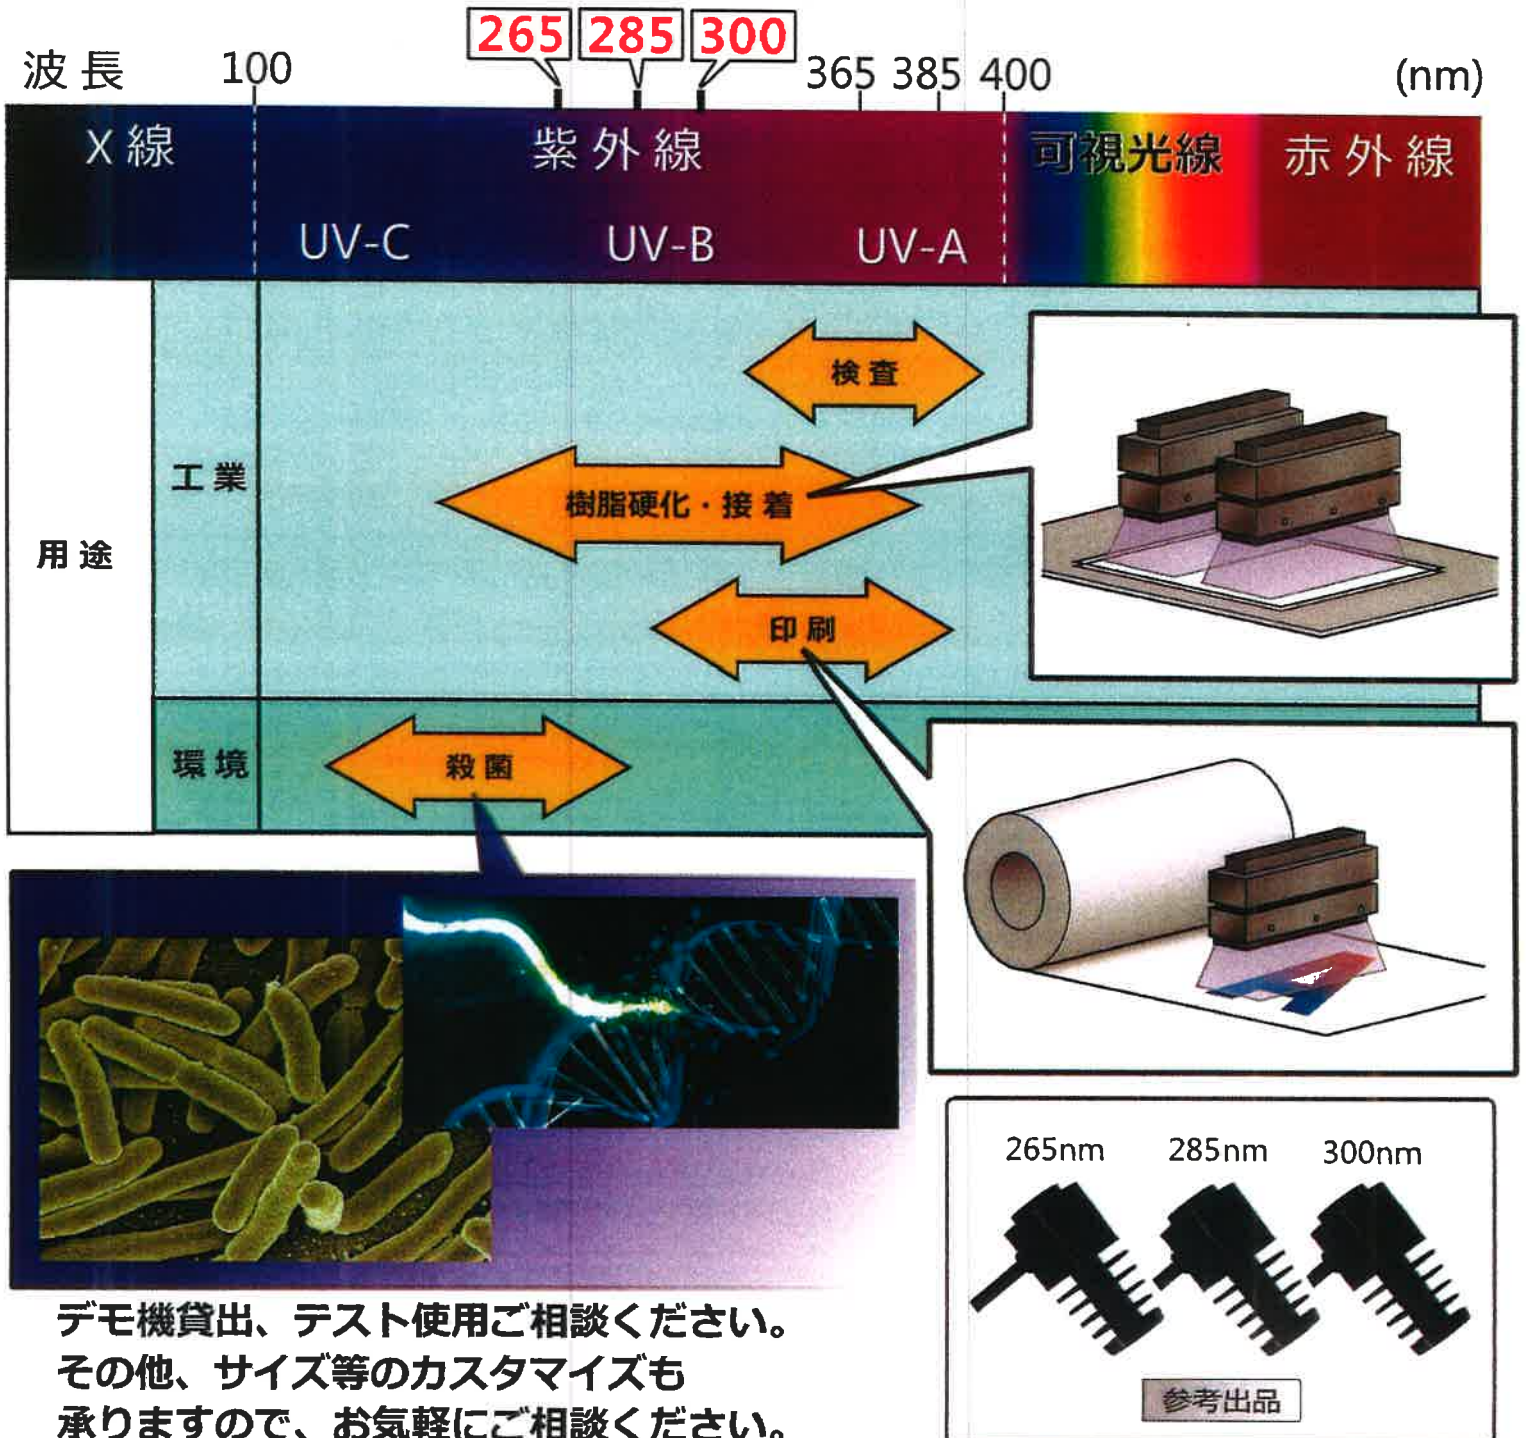 265 285 300
波長 100 365 385 400 (nm)
X線 紫外線 可視光線 赤外線
UV-C UV-B UV-A
検査
工業
樹脂硬化・接着
用途
印刷
環境
殺菌
265nm 285nm 300nm
参考出品
デモ機貸出、テスト使用ご相談ください。
その他、サイズ等のカスタマイズも
承りますので、お気軽にご相談ください。